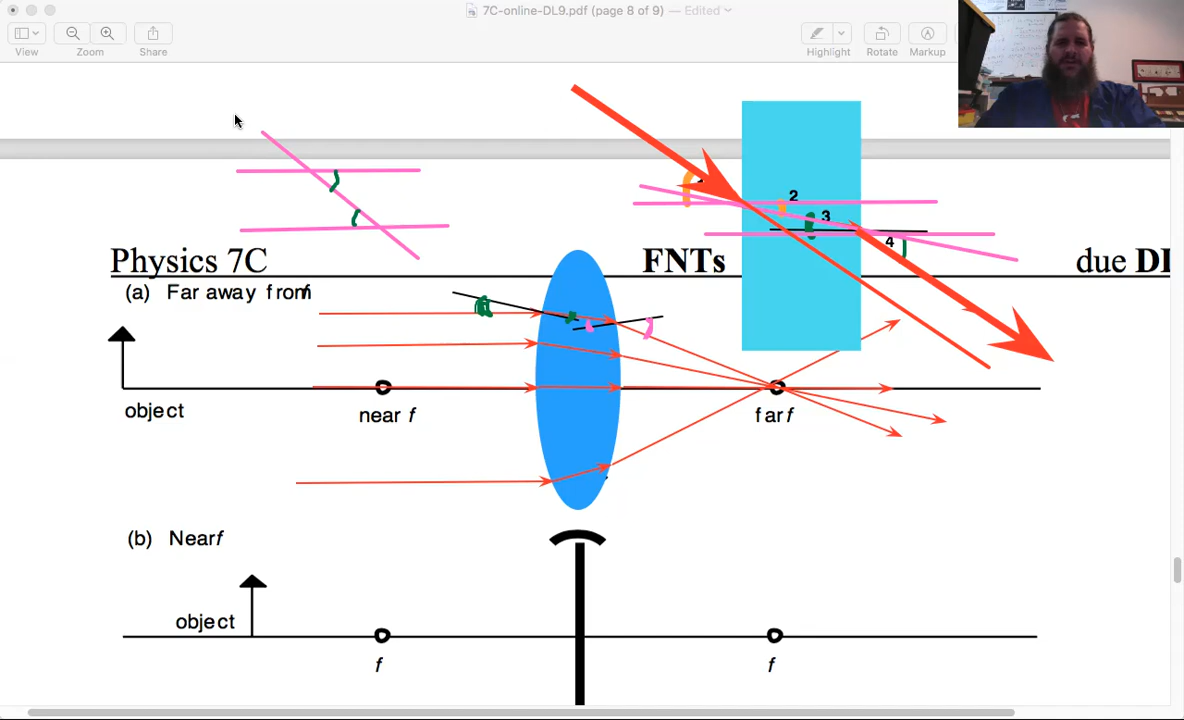 7C-online-DL9.pdf (page 8 of 9) — Edited
View
Zoom
Share
Highlight
Rotate
Markup
2
3
4
Physics 7C
FNTs
due DL
(a) Far away from f
object
near f
far f
(b) Near f
object
f
f